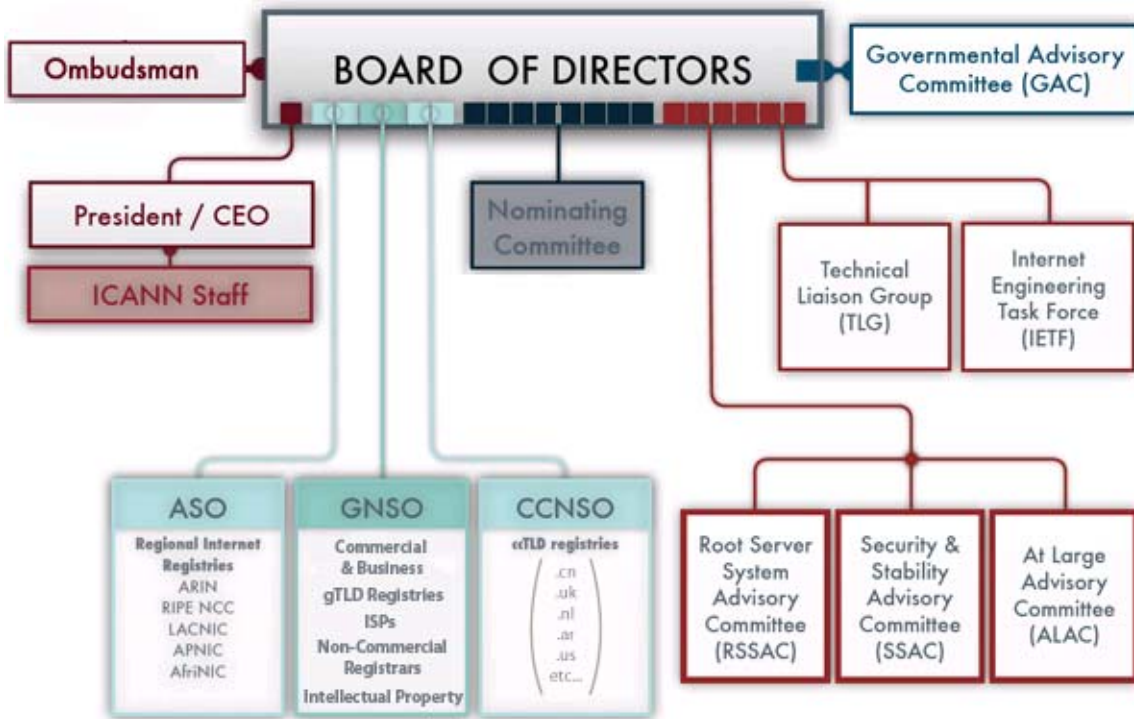 BOARD OF DIRECTORS
Ombudsman
Governmental Advisory
Committee (GAC)
President / CEO
ICANN Staff
Nominating
Committee
Technical
Liaison Group
(TLG)
Internet
Engineering
Task Force
(IETF)
ASO
Regional Internet
Registries
ARIN
RIPE NCC
LACNIC
APNIC
AfriNIC
GNSO
Commercial
& Business
gTLD Registries
ISPs
Non-Commercial
Registrars
Intellectual Property
CCNSO
ccTLD registries
.cn
.uk
.nl
.ar
.us
etc...
Root Server
System
Advisory
Committee
(RSSAC)
Security &
Stability
Advisory
Committee
(SSAC)
At Large
Advisory
Committee
(ALAC)